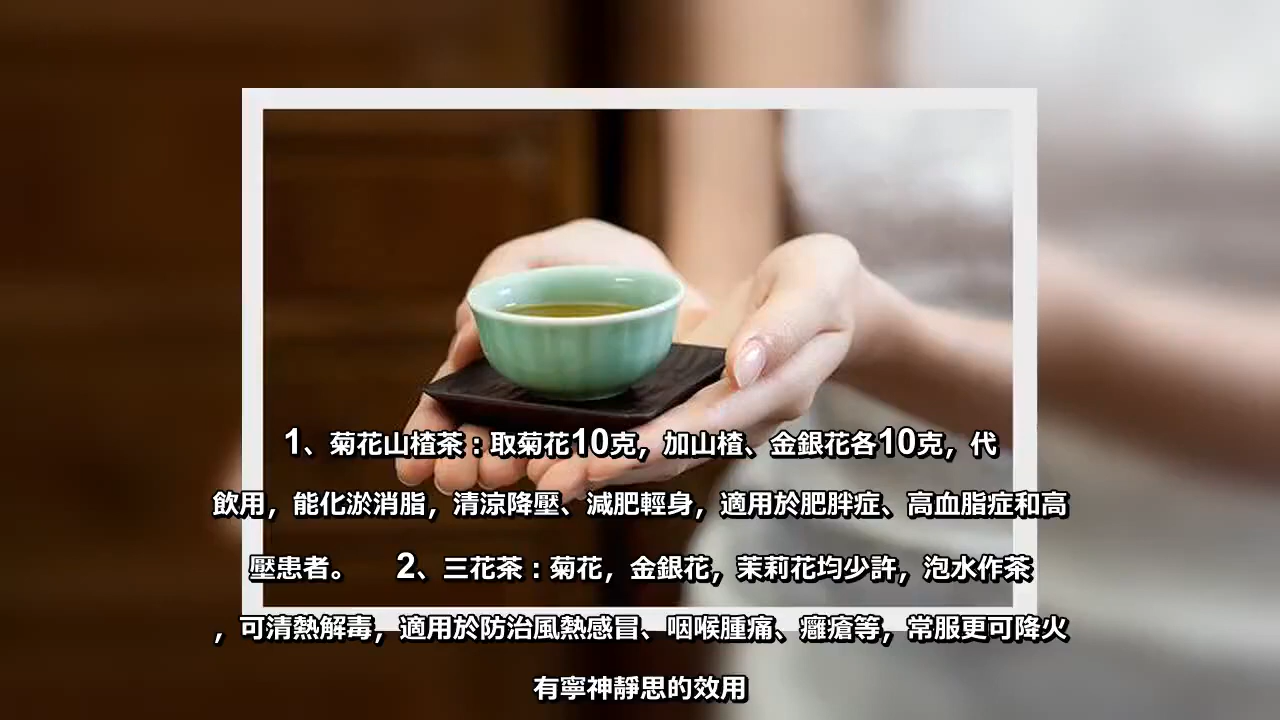 1、菊花山楂茶：取菊花10克，加山楂、金銀花各10克，代
飲用，能化淤消脂，清涼降壓、減肥輕身，適用於肥胖症、高血脂症和高
壓患者。 2、三花茶：菊花，金銀花，茉莉花均少許，泡水作茶
，可清熱解毒，適用於防治風熱感冒、咽喉腫痛、癰瘡等，常服更可降火
有寧神靜思的效用